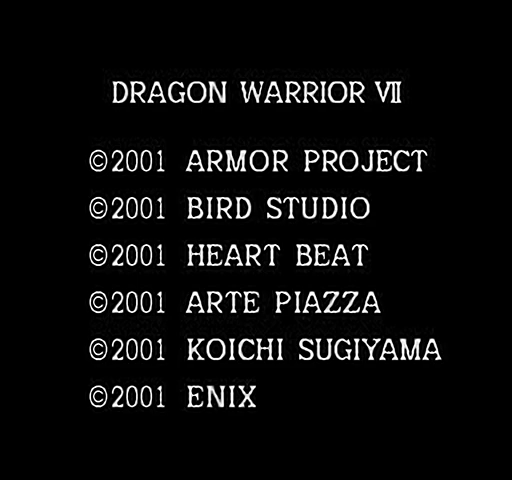 DRAGON WARRIOR VII
©2001 ARMOR PROJECT
©2001 BIRD STUDIO
©2001 HEART BEAT
©2001 ARTE PIAZZA
©2001 KOICHI SUGIYAMA
©2001 ENIX